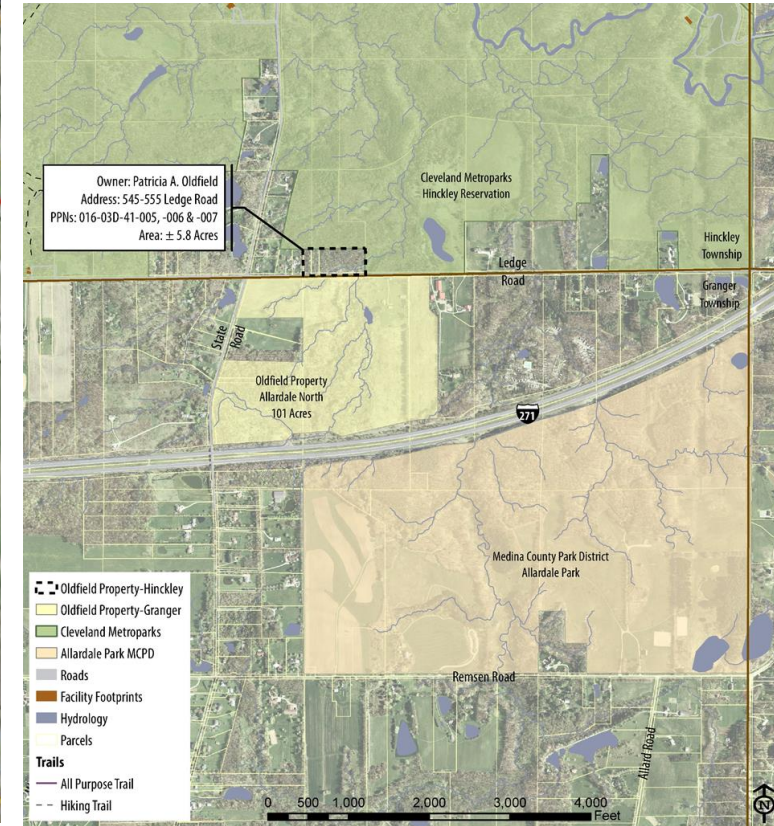 Owner: Patricia A. Oldfield
Address: 545-555 Ledge Road
PPNs: 016-03D-41-005, -006 & -007
Area: ± 5.8 Acres
Cleveland Metroparks
Hinckley Reservation
Hinckley
Township
Ledge
Road
Granger
Township
State
Road
Oldfield Property
Allardale North
101 Acres
271
Medina County Park District
Allardale Park
Remsen Road
Allard Road
Oldfield Property-Hinckley
Oldfield Property-Granger
Cleveland Metroparks
Allardale Park MCPD
Roads
Facility Footprints
Hydrology
Parcels
Trails
All Purpose Trail
Hiking Trail
0 500 1,000 2,000 3,000 4,000
Feet
N